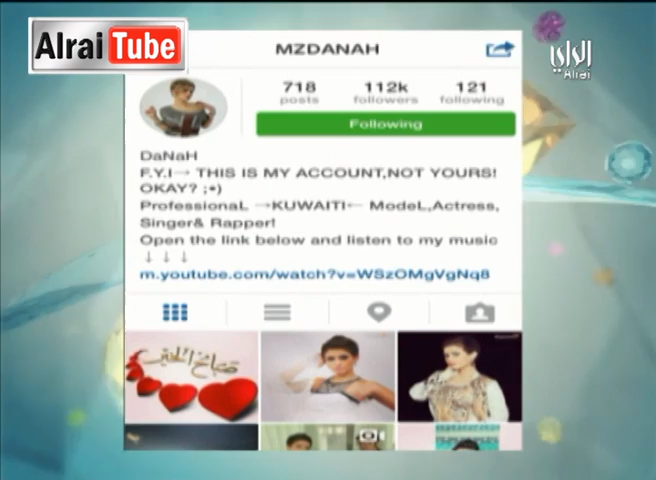 Alrai Tube
MZDANAH
الراي
Alrai
718
112k
121
posts
followers
following
Following
DaNaH
F.Y.I→ THIS IS MY ACCOUNT,NOT YOURS!
OKAY? ;*)
ProfessionaL →KUWAITI← ModeL,Actress,
Singer& Rapper!
Open the link below and listen to my music
↓ ↓ ↓
m.youtube.com/watch?v=WSzOMgVgNq8
صباح الخير